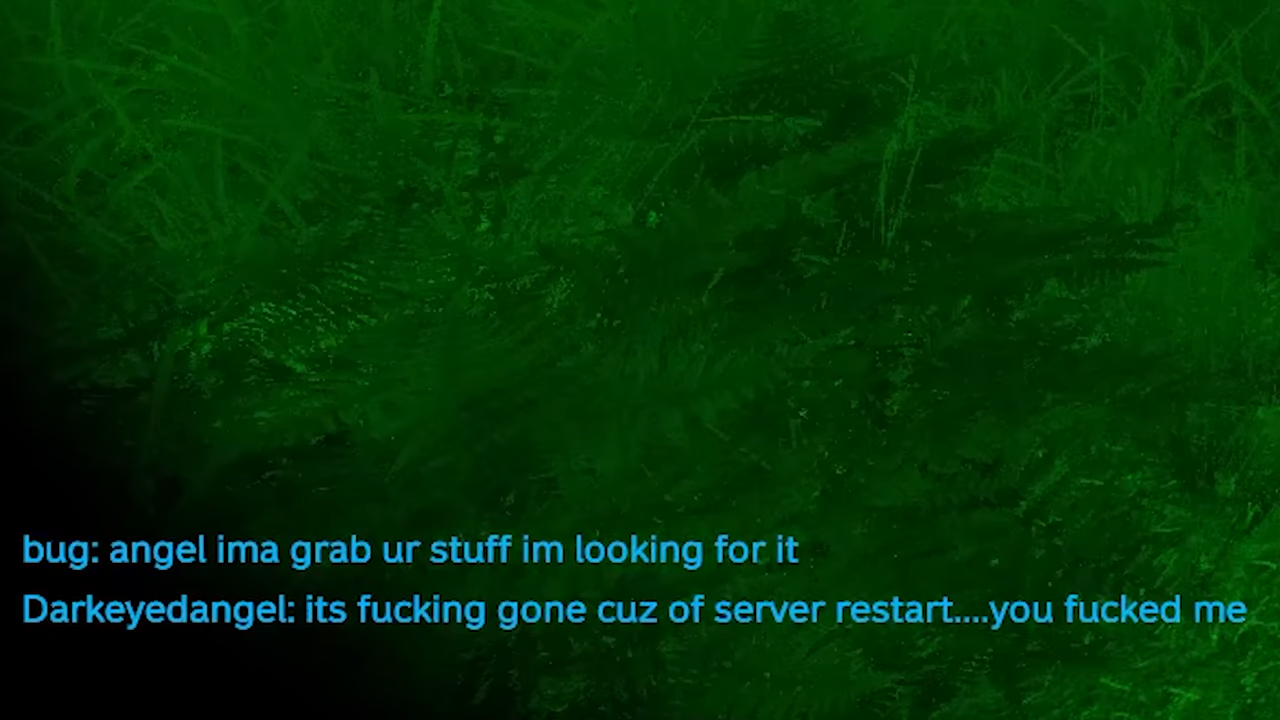 bug: angel ima grab ur stuff im looking for it
Darkeyedangel: its fucking gone cuz of server restart....you fucked me